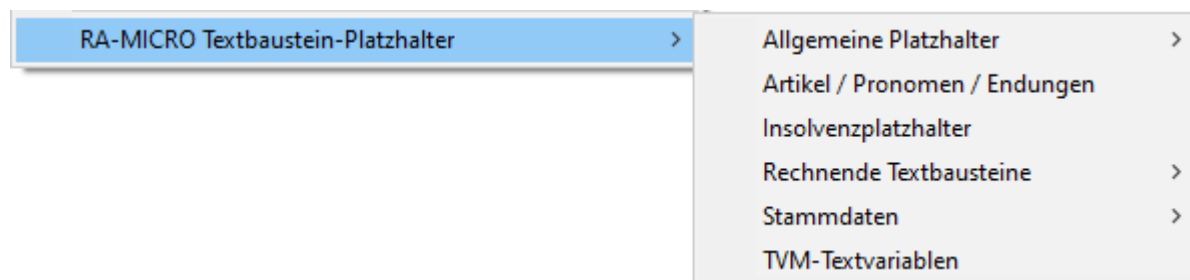 RA-MICRO Textbaustein-Platzhalter
Allgemeine Platzhalter
Artikel / Pronomen / Endungen
Insolvenzplatzhalter
Rechnende Textbausteine
Stammdaten
TVM-Textvariablen